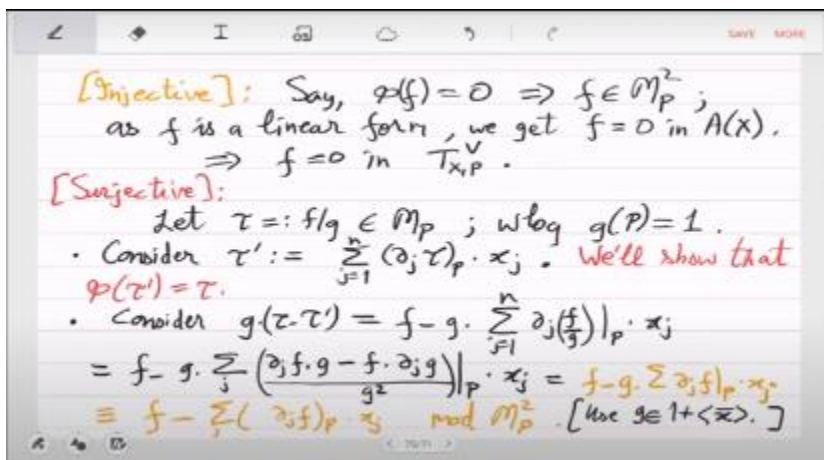 SAVE MORE
[Injective]: Say, φ(f) = 0 ⇒ f ∈ m_p^2 ;
as f is a linear form, we get f = 0 in A(X).
⇒ f = 0 in T_{X,P}^∨ .
[Surjective]:
Let τ =: f/g ∈ m_p ; wlog g(P) = 1 .
· Consider τ' := Σ_{j=1}^n (∂_j τ)_p · x_j . We'll show that
φ(τ') = τ.
· Consider g·(τ-τ') = f - g · Σ_{j=1}^n ∂_j(f/g)|_p · x_j
= f - g · Σ_j (∂_j f · g - f · ∂_j g / g^2)|_p · x_j = f - g · Σ ∂_j f|_p · x_j
≡ f - Σ (∂_j f)_p · x_j mod m_p^2 . [Use g ∈ 1+<x̄>. ]